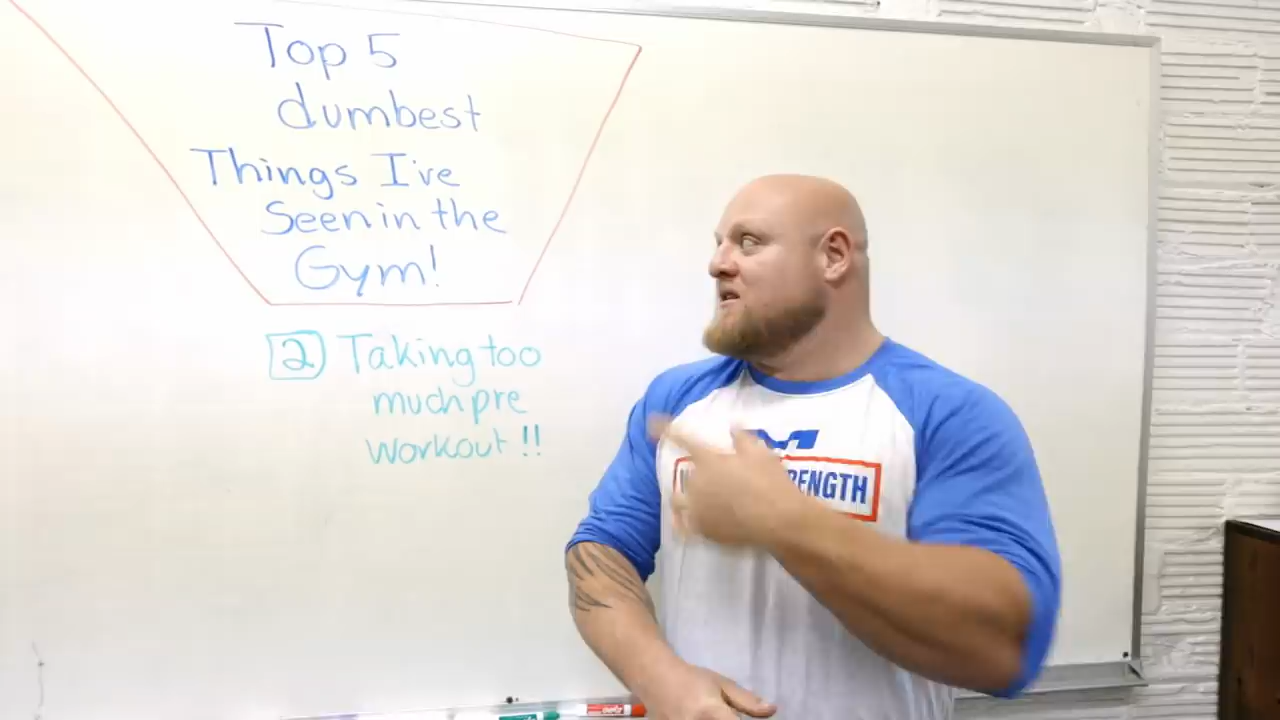 Top 5
dumbest
Things I've
Seen in the
Gym!
2 Taking too
much pre
workout!!